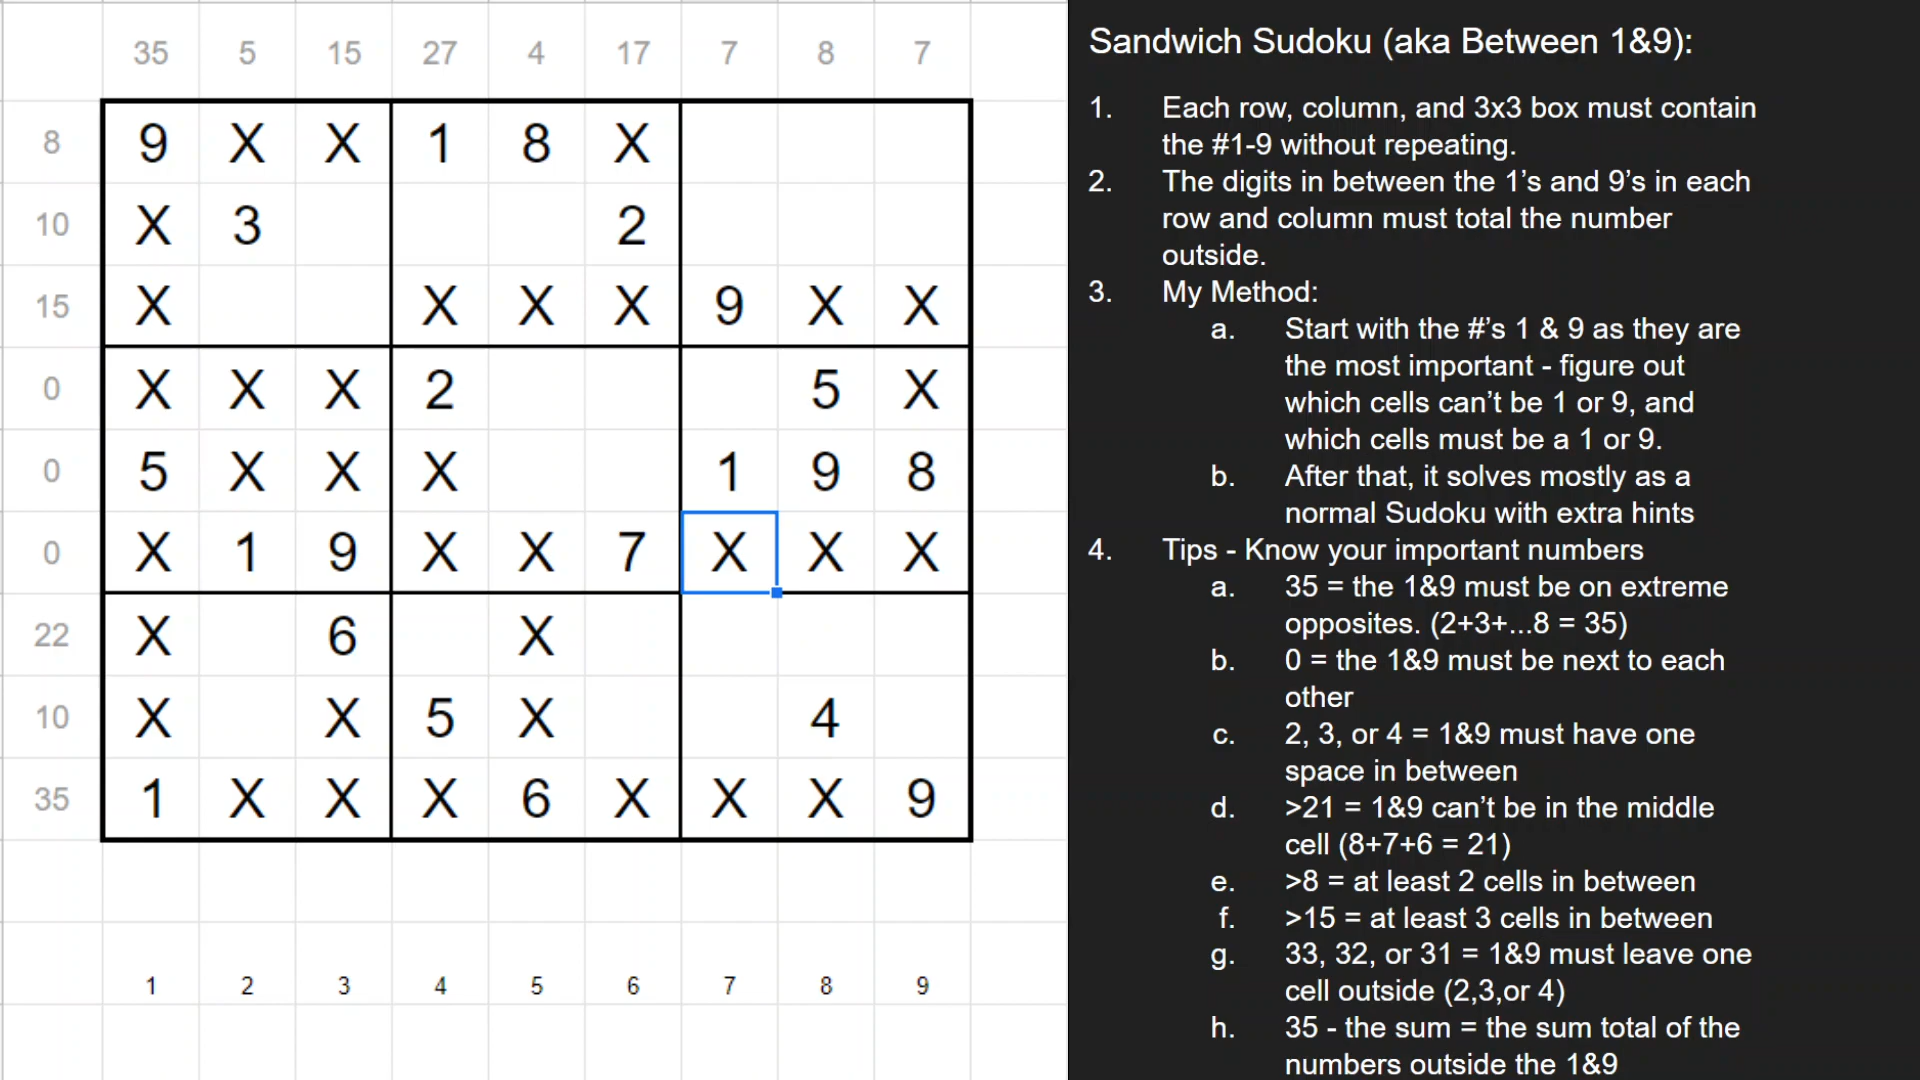 35 5 15 27 4 17 7 8 7
8 9 X X 1 8 X
10 X 3 2
15 X X X X 9 X X
0 X X X 2 5 X
0 5 X X X 1 9 8
0 X 1 9 X X 7 X X X
22 X 6 X
10 X X 5 X 4
35 1 X X X 6 X X X 9
1 2 3 4 5 6 7 8 9
Sandwich Sudoku (aka Between 1&9):
1. Each row, column, and 3x3 box must contain
the #1-9 without repeating.
2. The digits in between the 1’s and 9’s in each
row and column must total the number
outside.
3. My Method:
a. Start with the #’s 1 & 9 as they are
the most important - figure out
which cells can’t be 1 or 9, and
which cells must be a 1 or 9.
b. After that, it solves mostly as a
normal Sudoku with extra hints
4. Tips - Know your important numbers
a. 35 = the 1&9 must be on extreme
opposites. (2+3+...8 = 35)
b. 0 = the 1&9 must be next to each
other
c. 2, 3, or 4 = 1&9 must have one
space in between
d. >21 = 1&9 can’t be in the middle
cell (8+7+6 = 21)
e. >8 = at least 2 cells in between
f. >15 = at least 3 cells in between
g. 33, 32, or 31 = 1&9 must leave one
cell outside (2,3,or 4)
h. 35 - the sum = the sum total of the
numbers outside the 1&9